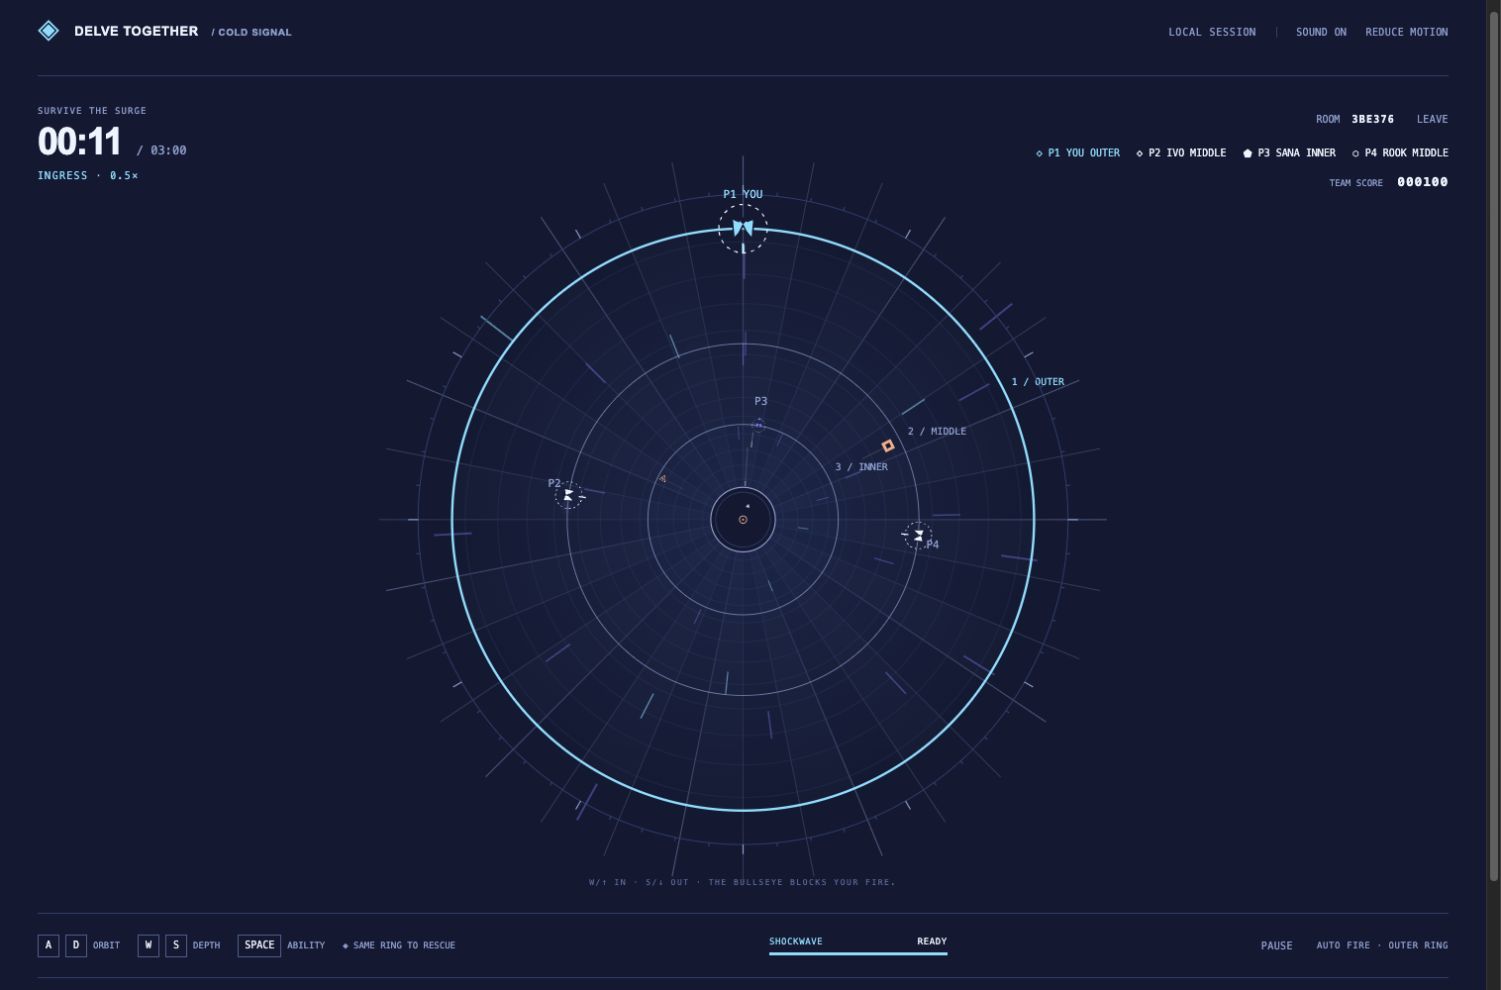 DELVE TOGETHER / COLD SIGNAL
LOCAL SESSION | SOUND ON REDUCE MOTION
SURVIVE THE SURGE
00:11 / 03:00
INGRESS · 0.5×
ROOM 3BE376 LEAVE
P1 YOU OUTER P2 IVO MIDDLE P3 SANA INNER P4 ROOK MIDDLE
TEAM SCORE 000100
P1 YOU
1 / OUTER
P3
2 / MIDDLE
3 / INNER
P2
P4
W/↑ IN · S/↓ OUT · THE BULLSEYE BLOCKS YOUR FIRE.
A D ORBIT W S DEPTH SPACE ABILITY ◆ SAME RING TO RESCUE
SHOCKWAVE READY
PAUSE AUTO FIRE · OUTER RING